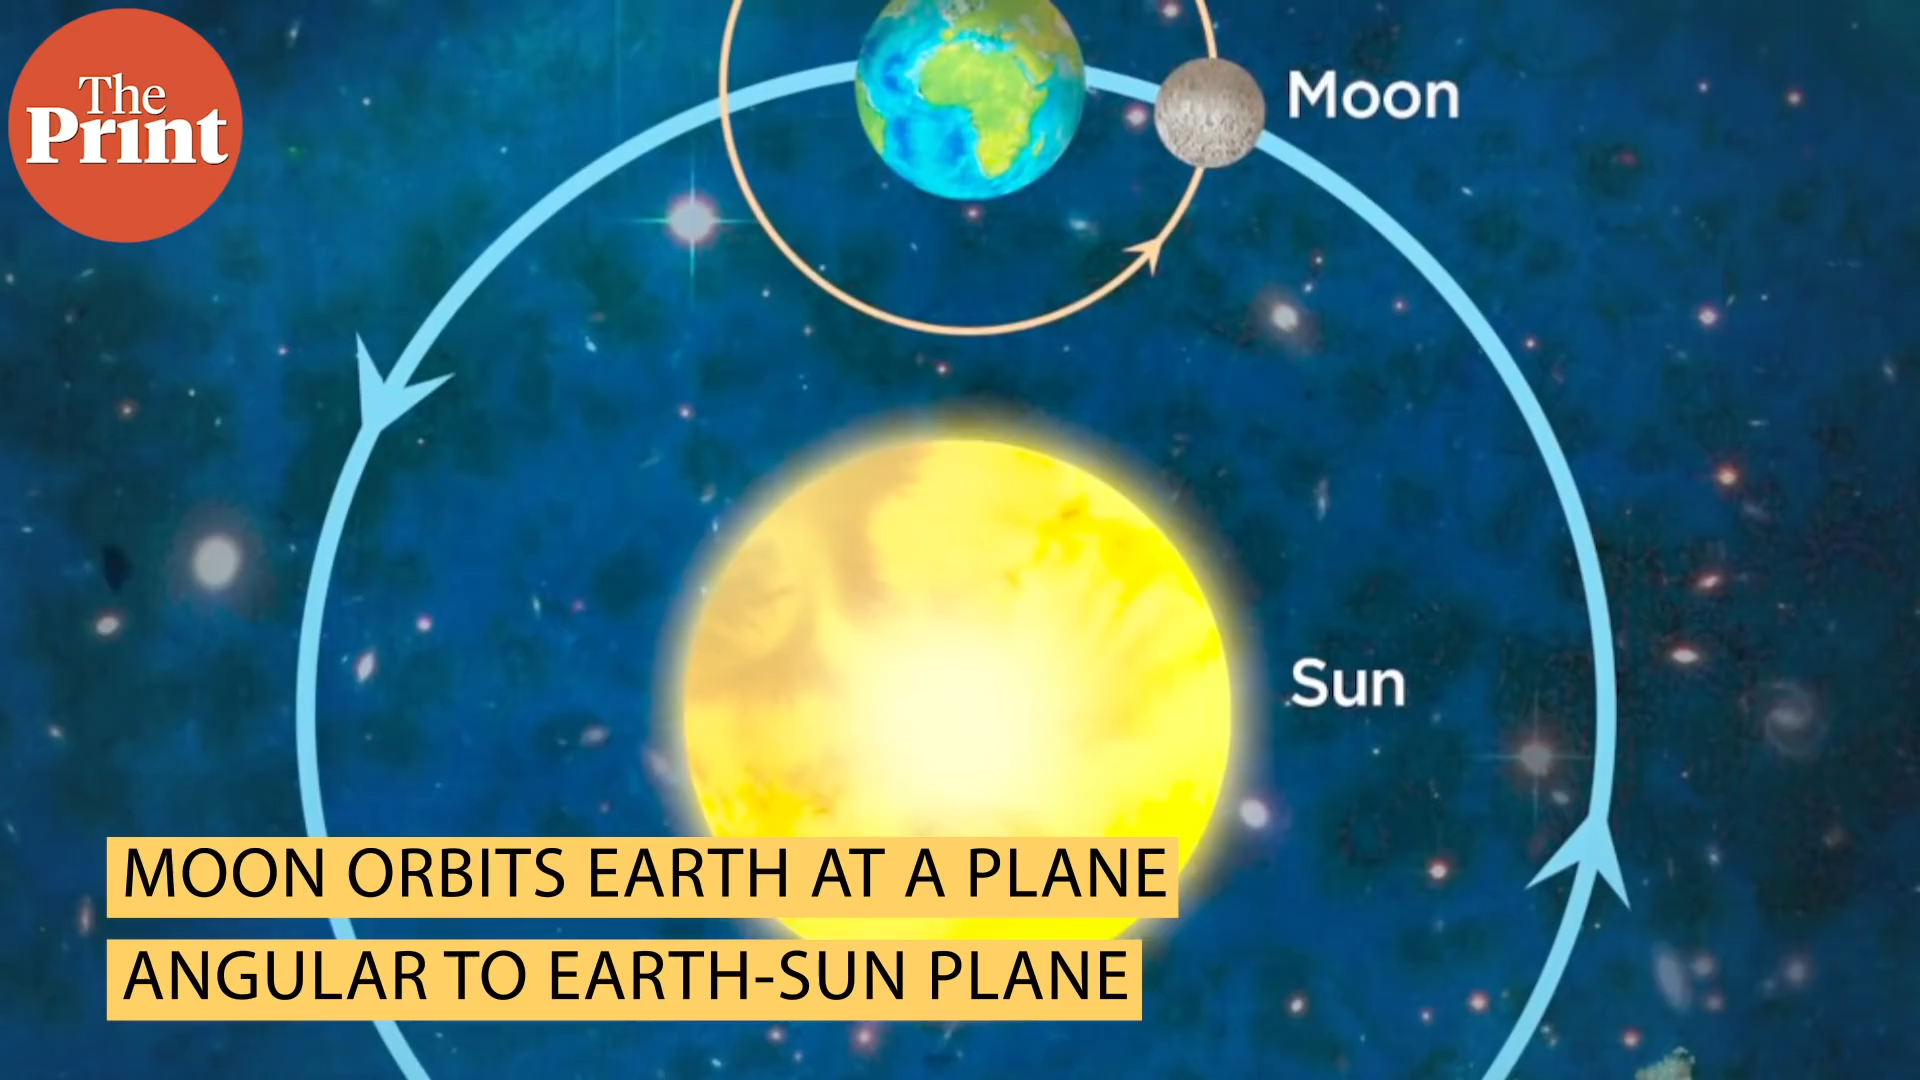 The
Print
Moon
Sun
MOON ORBITS EARTH AT A PLANE
ANGULAR TO EARTH-SUN PLANE